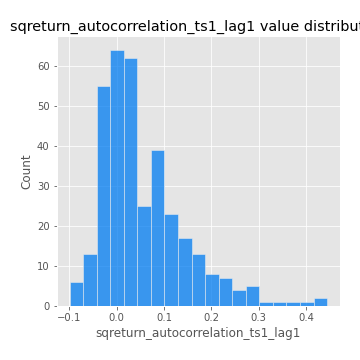 sqreturn_autocorrelation_ts1_lag1 value distribut
60
50
40
30
20
10
0
Count
−0.1 0.0 0.1 0.2 0.3 0.4
sqreturn_autocorrelation_ts1_lag1